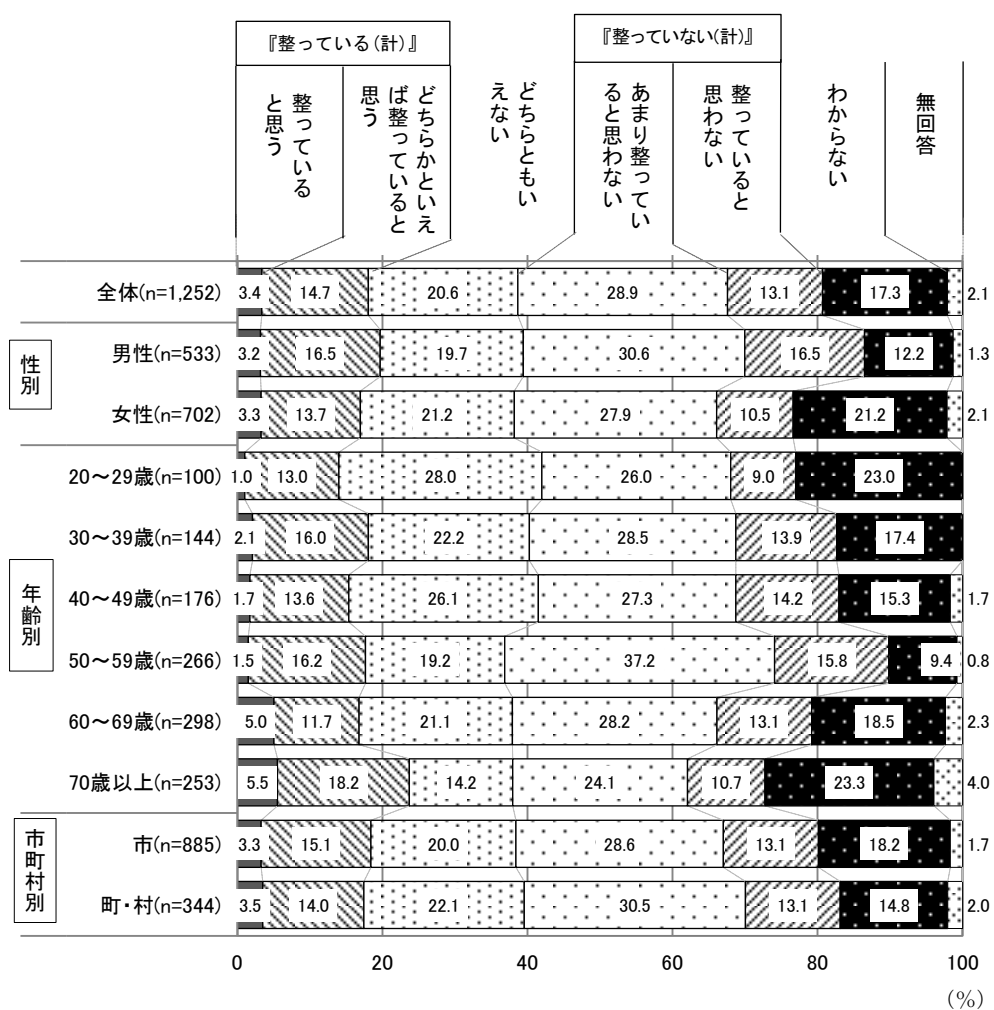 『整っている(計)』
『整っていない(計)』
整っている
と思う
どちらかといえ
ば整っていると
思う
どちらともい
えない
あまり整ってい
ると思わない
整っていると
思わない
わからない
無回答
全体(n=1,252) 3.4 14.7 20.6 28.9 13.1 17.3 2.1
性別
男性(n=533) 3.2 16.5 19.7 30.6 16.5 12.2 1.3
女性(n=702) 3.3 13.7 21.2 27.9 10.5 21.2 2.1
年齢別
20～29歳(n=100) 1.0 13.0 28.0 26.0 9.0 23.0
30～39歳(n=144) 2.1 16.0 22.2 28.5 13.9 17.4
40～49歳(n=176) 1.7 13.6 26.1 27.3 14.2 15.3 1.7
50～59歳(n=266) 1.5 16.2 19.2 37.2 15.8 9.4 0.8
60～69歳(n=298) 5.0 11.7 21.1 28.2 13.1 18.5 2.3
70歳以上(n=253) 5.5 18.2 14.2 24.1 10.7 23.3 4.0
市町村別
市(n=885) 3.3 15.1 20.0 28.6 13.1 18.2 1.7
町・村(n=344) 3.5 14.0 22.1 30.5 13.1 14.8 2.0
0 20 40 60 80 100
(%)